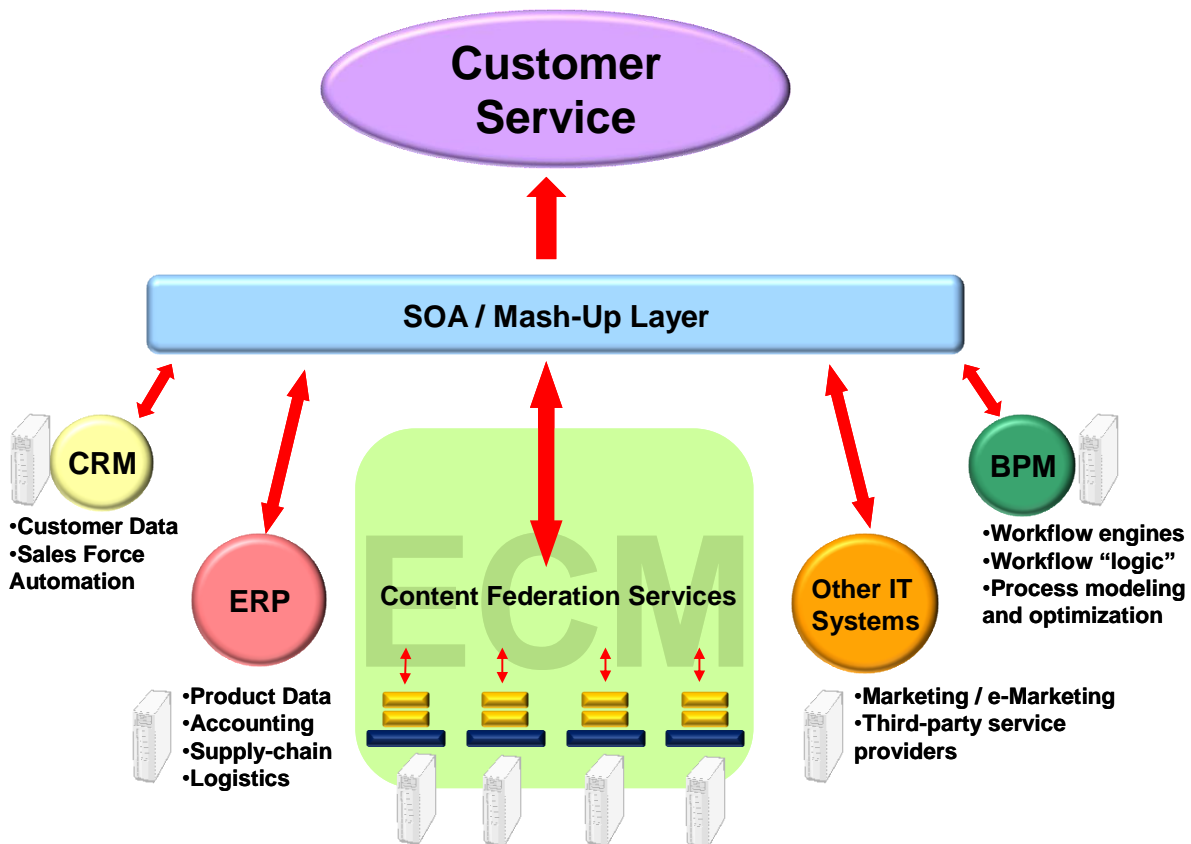 Customer
Service
SOA / Mash-Up Layer
CRM
•Customer Data
•Sales Force
Automation
ERP
•Product Data
•Accounting
•Supply-chain
•Logistics
ECM
Content Federation Services
Other IT
Systems
•Marketing / e-Marketing
•Third-party service
providers
BPM
•Workflow engines
•Workflow “logic”
•Process modeling
and optimization